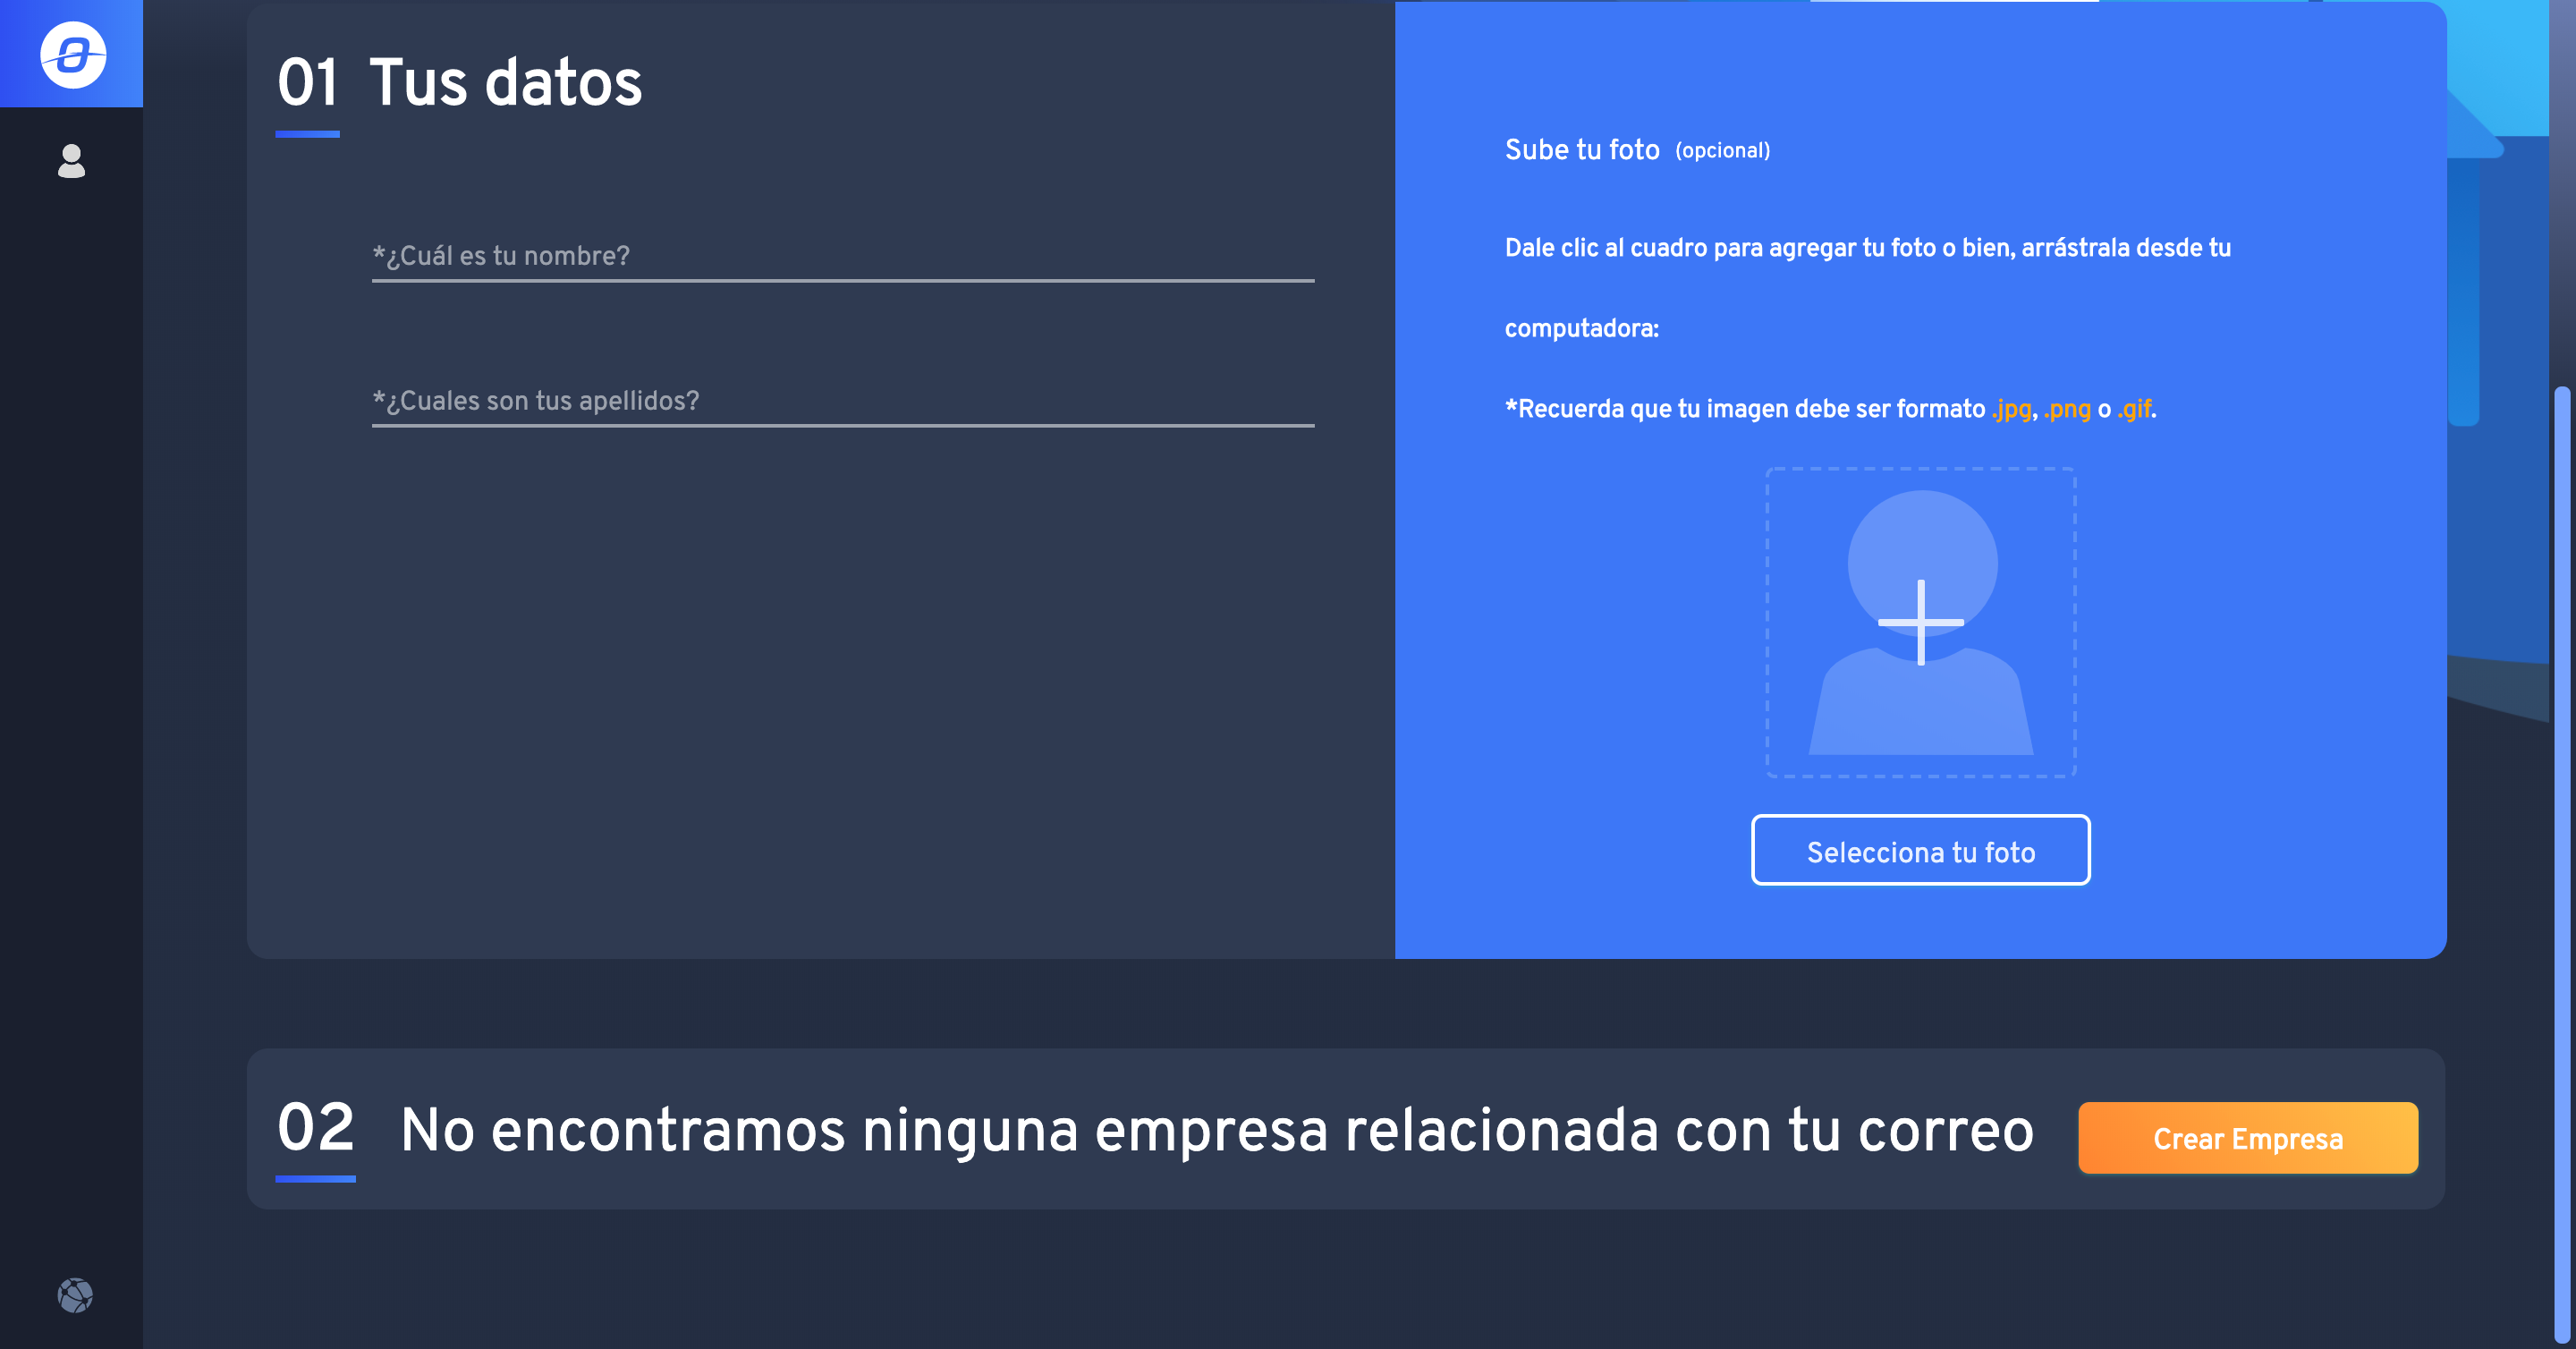 01 Tus datos
*¿Cuál es tu nombre?
*¿Cuales son tus apellidos?
Sube tu foto (opcional)
Dale clic al cuadro para agregar tu foto o bien, arrástrala desde tu
computadora:
*Recuerda que tu imagen debe ser formato .jpg, .png o .gif.
Selecciona tu foto
02 No encontramos ninguna empresa relacionada con tu correo
Crear Empresa